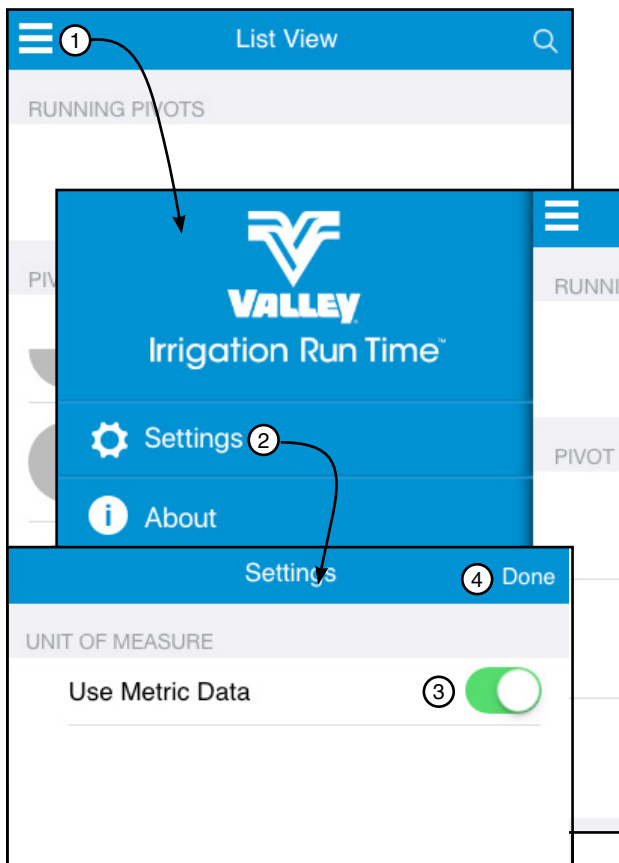 1 List View
RUNNING PIVOTS
PIV
VALLEY
Irrigation Run Time™
RUNNI
Settings 2
PIVOT
i About
Settings 4 Done
UNIT OF MEASURE
Use Metric Data 3